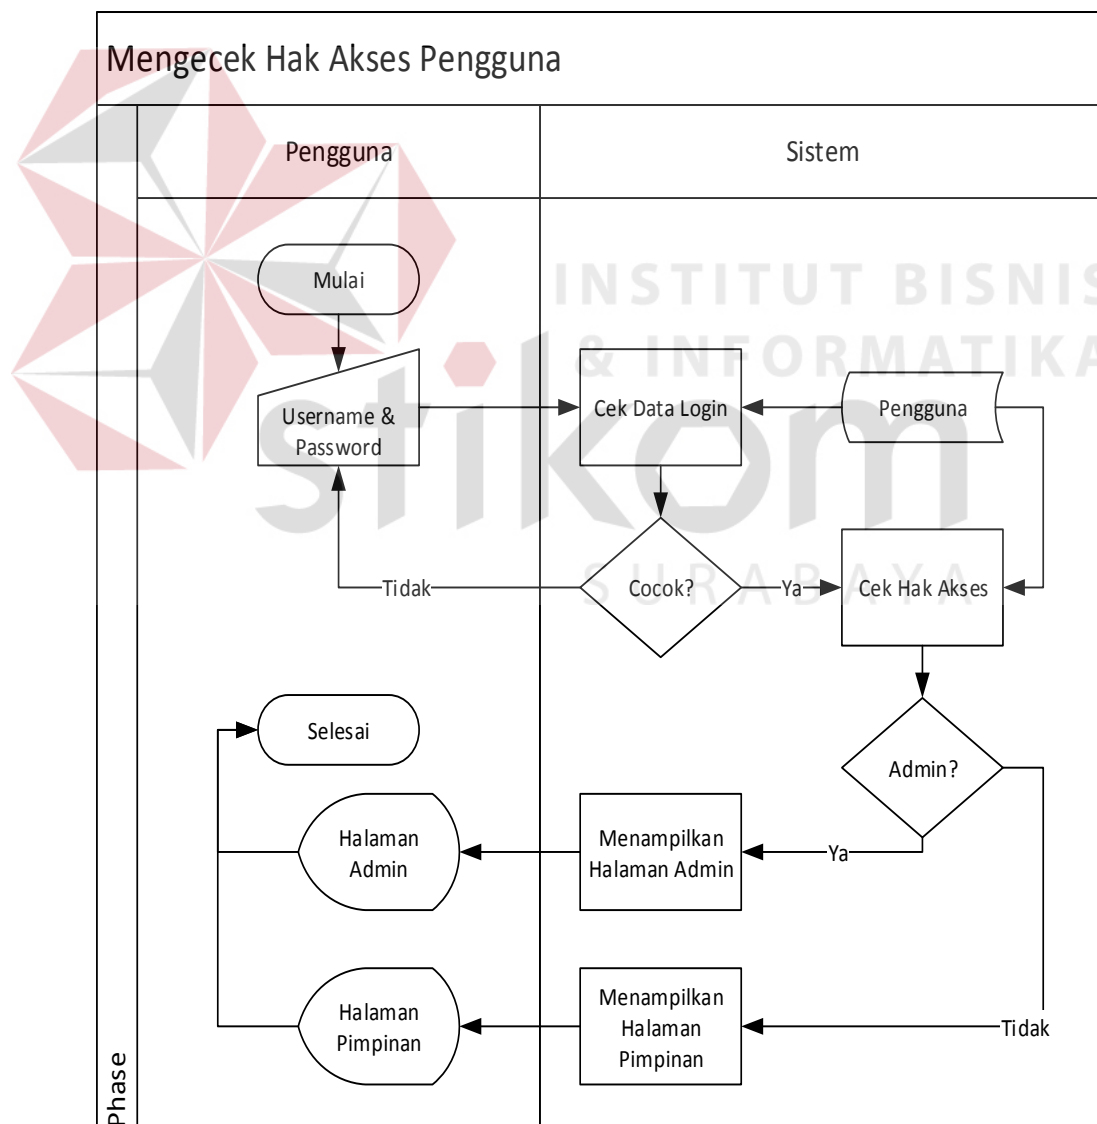 Mengecek Hak Akses Pengguna
Pengguna
Sistem
Mulai
INSTITUT BISNIS
& INFORMATIKA
stikom
SURABAYA
Username &
Password
Cek Data Login
Pengguna
Tidak
Cocok?
Ya
Cek Hak Akses
Selesai
Admin?
Halaman
Admin
Menampilkan
Halaman Admin
Ya
Halaman
Pimpinan
Menampilkan
Halaman
Pimpinan
Tidak
Phase